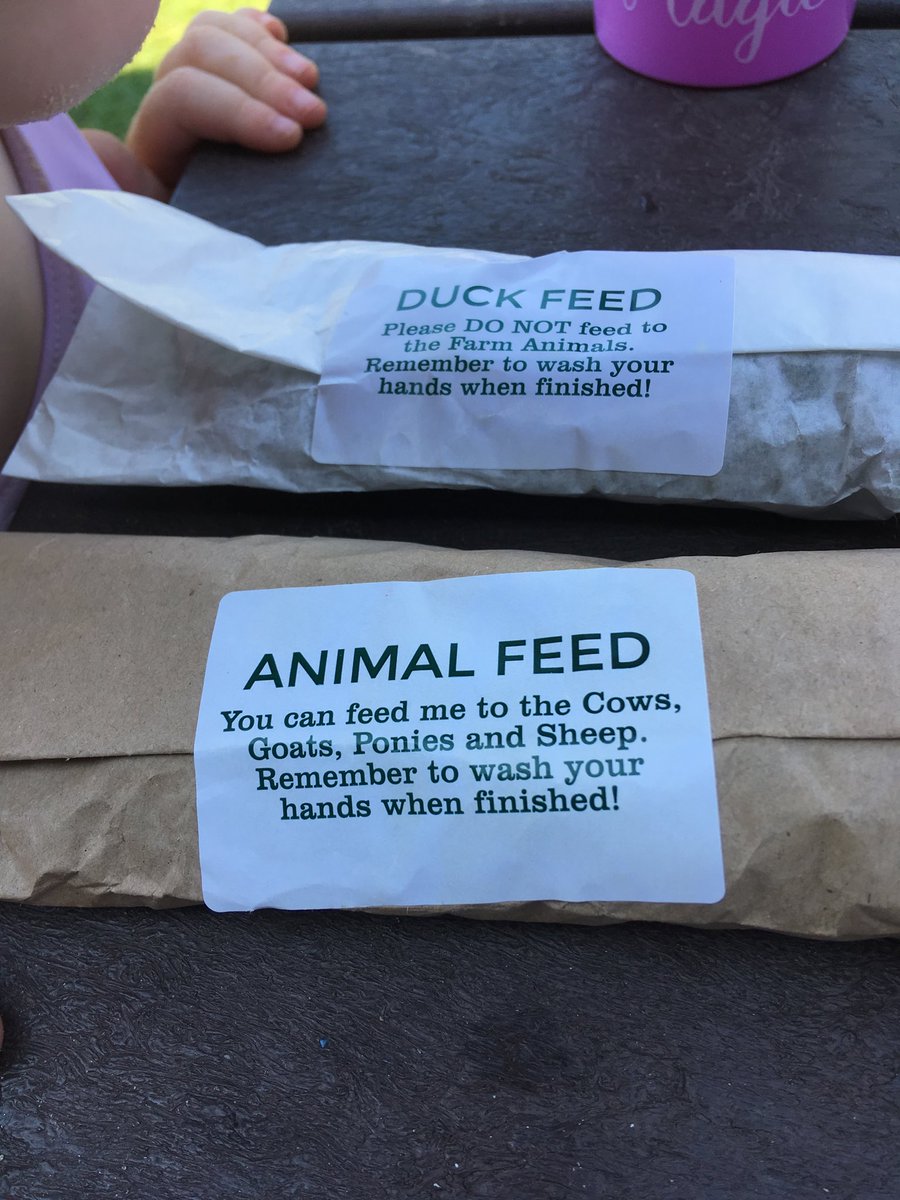 DUCK FEED
Please DO NOT feed to
the Farm Animals.
Remember to wash your
hands when finished!
ANIMAL FEED
You can feed me to the Cows,
Goats, Ponies and Sheep.
Remember to wash your
hands when finished!